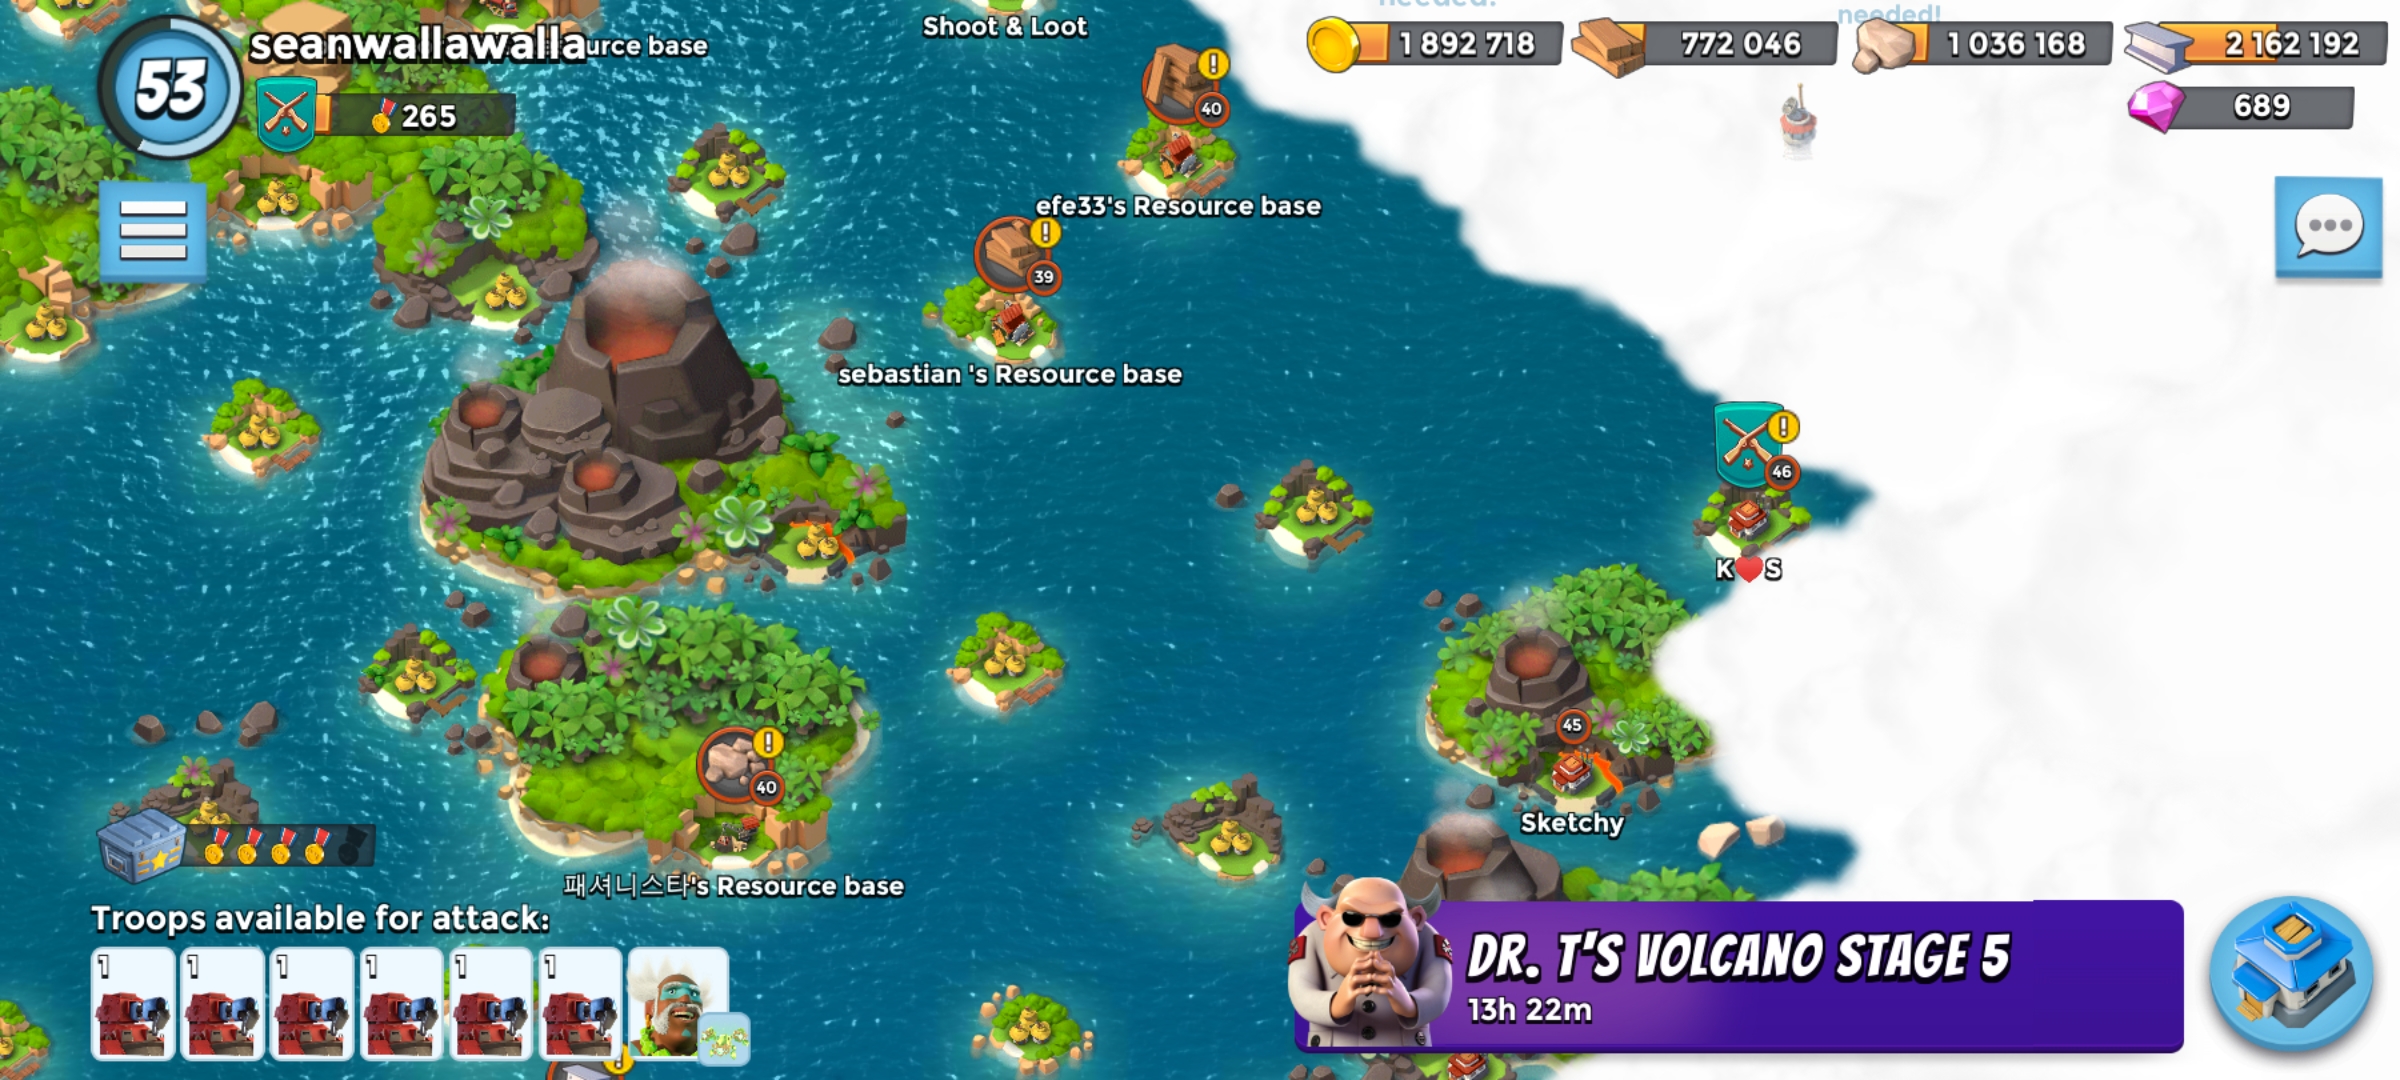 needed!
needed!
Shoot & Loot
53
seanwallawalla
urce base
265
1 892 718
772 046
1 036 168
2 162 192
689
!
40
efe33's Resource base
!
39
sebastian 's Resource base
!
46
K❤️S
45
Sketchy
!
40
패셔니스타's Resource base
Troops available for attack:
1
1
1
1
1
1
!
DR. T'S VOLCANO STAGE 5
13h 22m